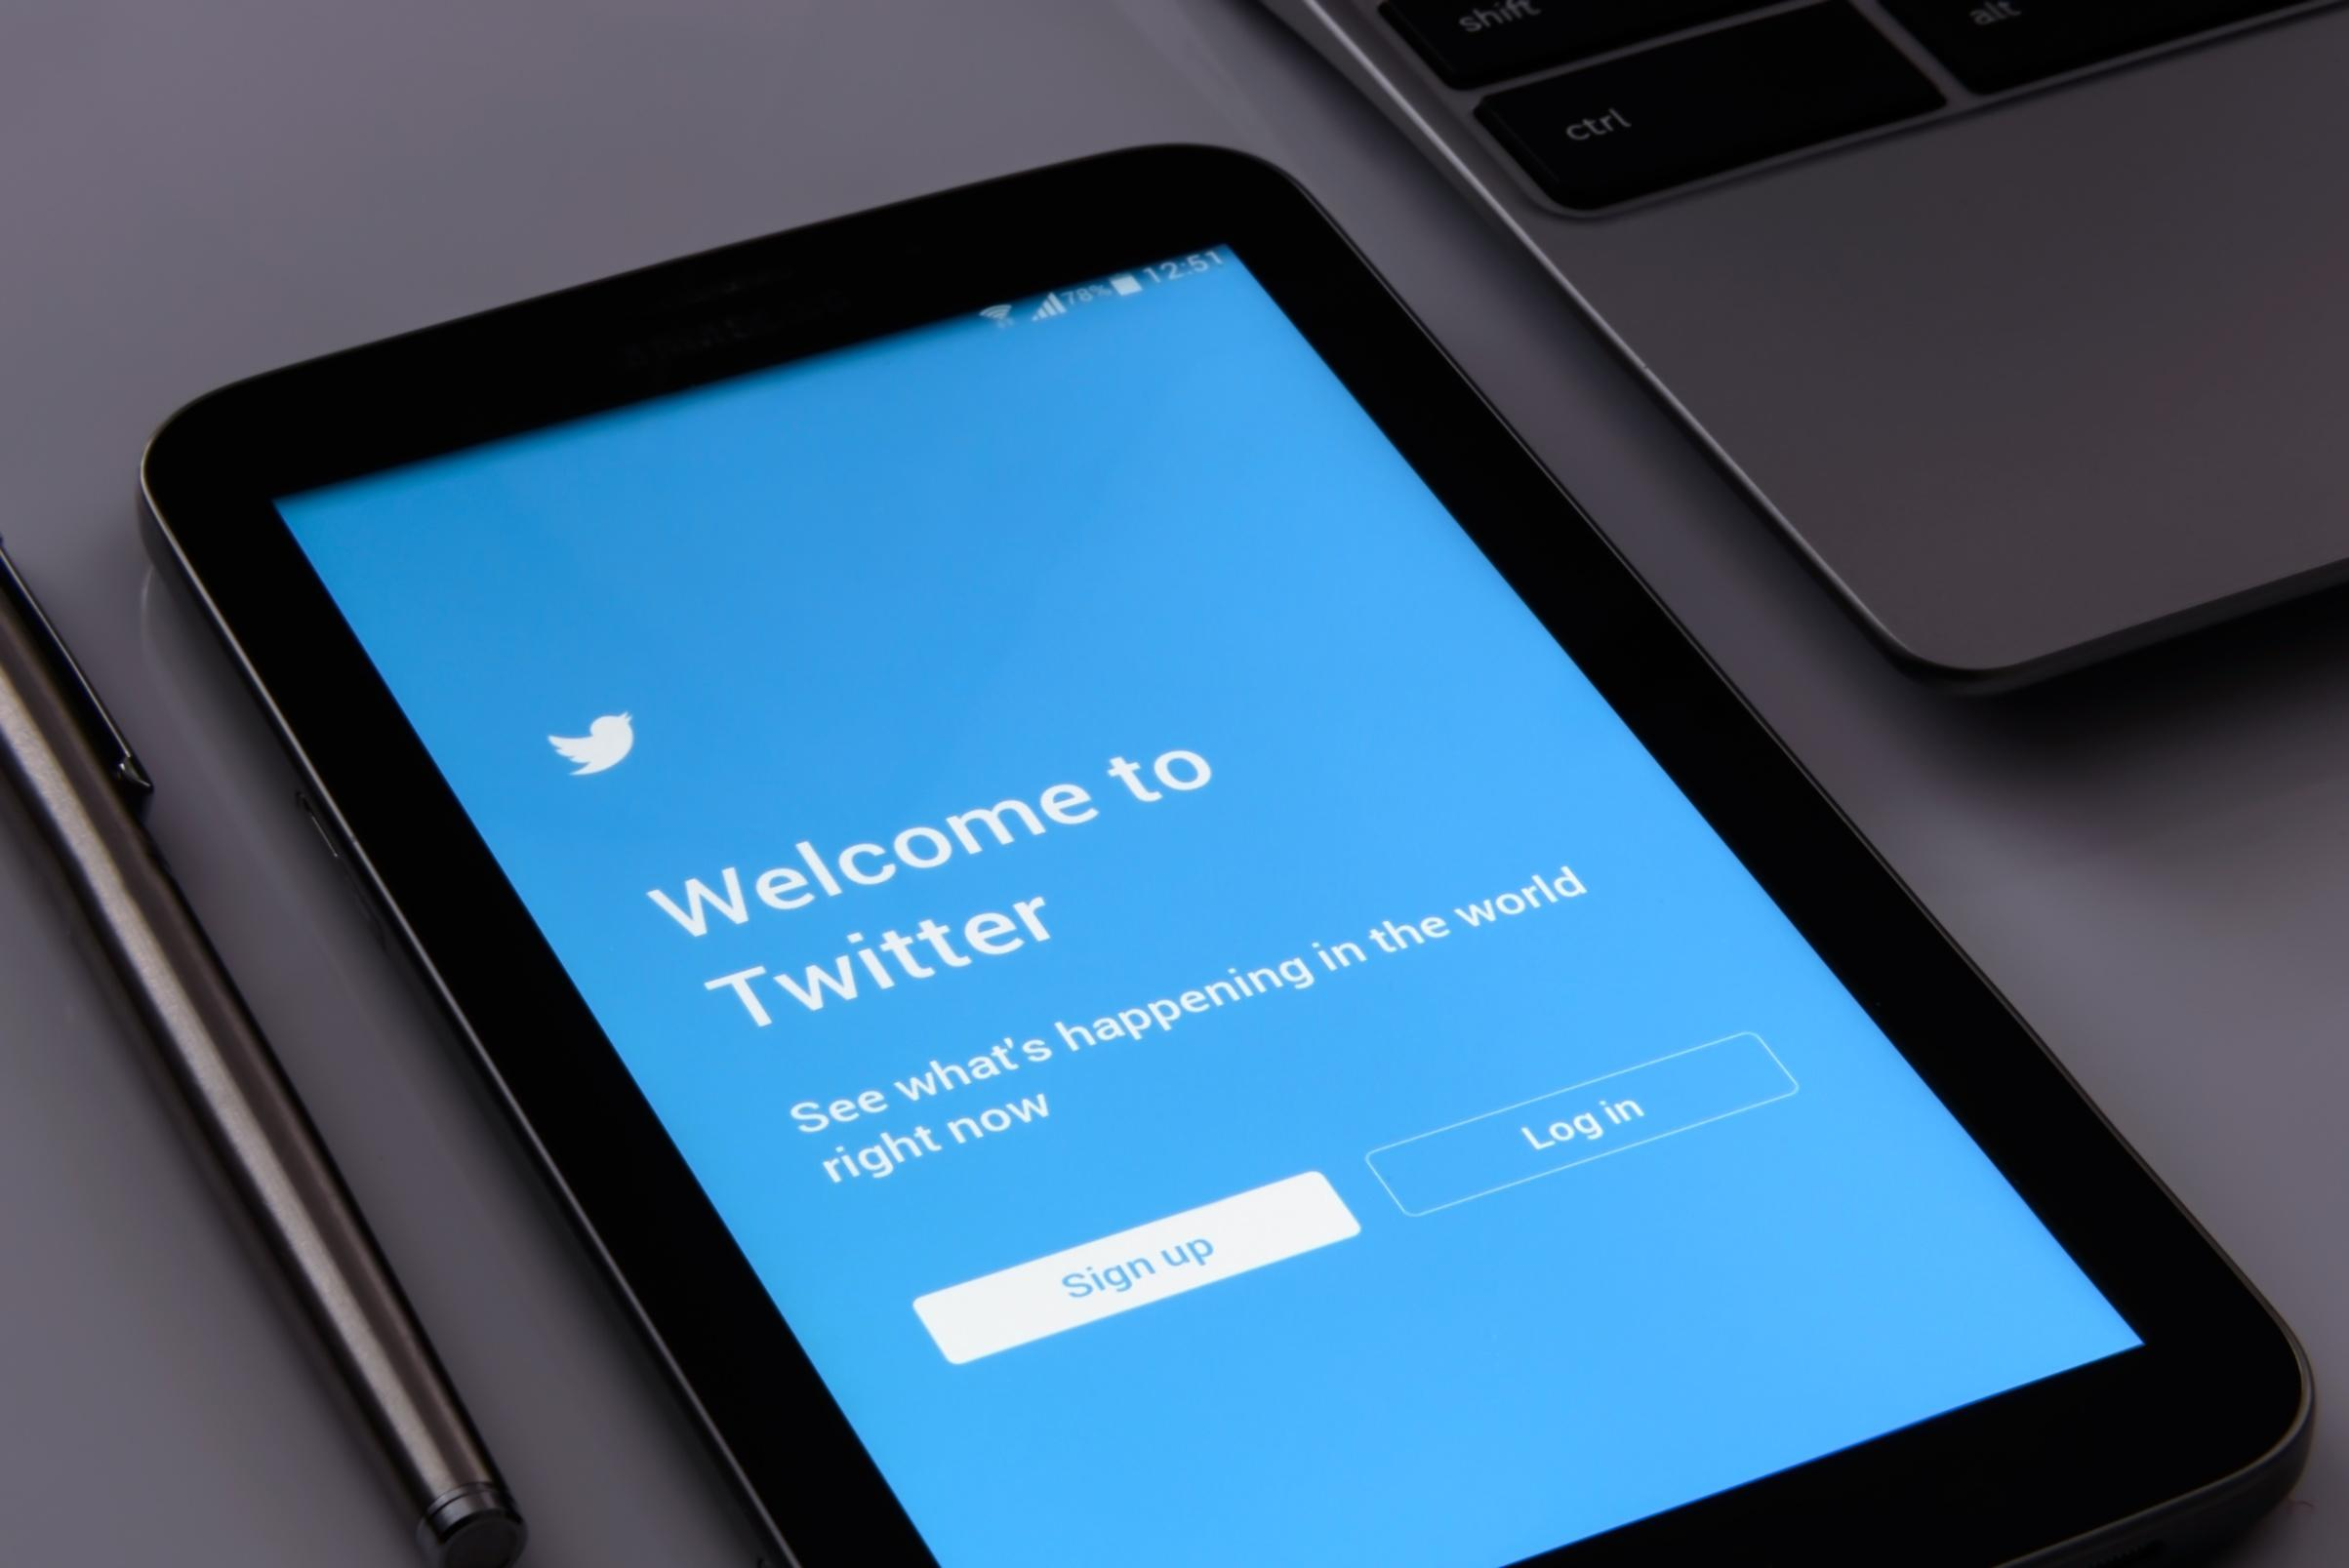 shift
alt
ctrl
78% 12:51
Welcome to
Twitter
See what's happening in the world
right now
Log in
Sign up